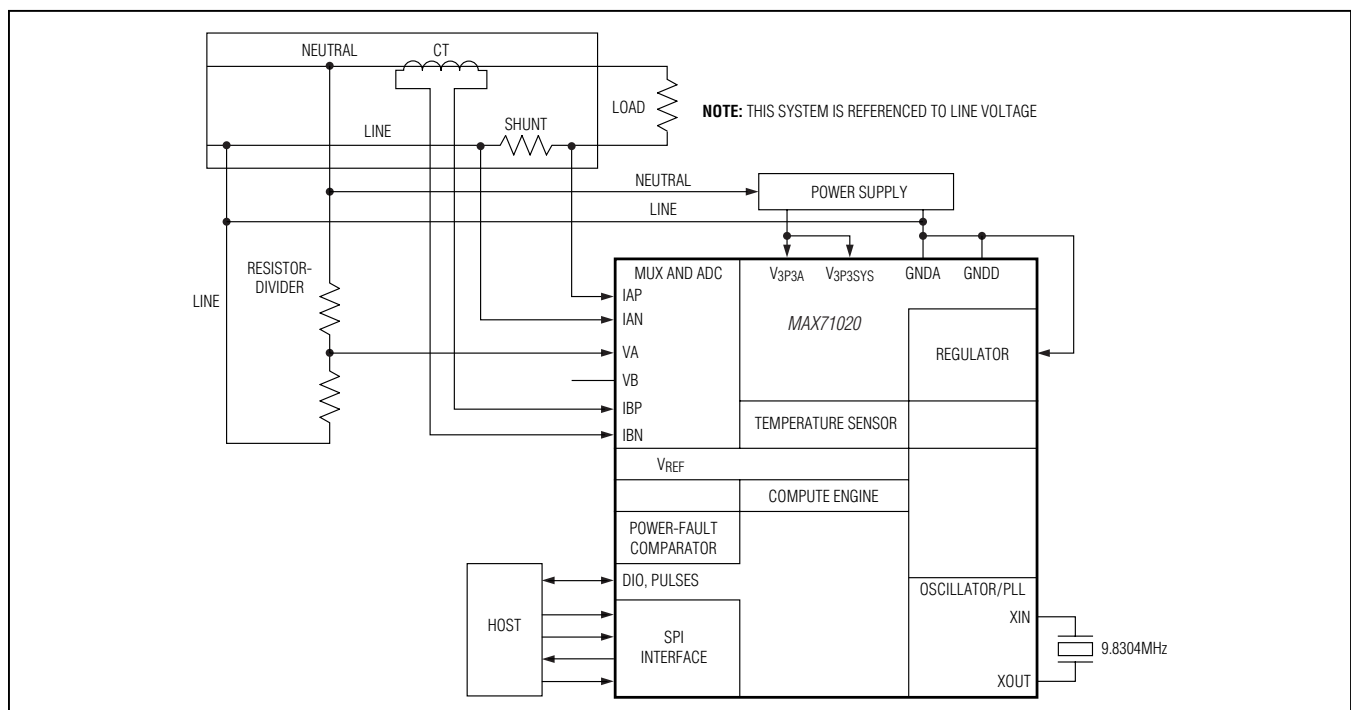 NEUTRAL
CT
LOAD
NOTE: THIS SYSTEM IS REFERENCED TO LINE VOLTAGE
LINE
SHUNT
NEUTRAL
POWER SUPPLY
LINE
RESISTOR-
DIVIDER
LINE
MUX AND ADC
V3P3A
V3P3SYS
GNDA
GNDD
IAP
IAN
MAX71020
VA
REGULATOR
VB
IBP
TEMPERATURE SENSOR
IBN
VREF
COMPUTE ENGINE
POWER-FAULT
COMPARATOR
DIO, PULSES
OSCILLATOR/PLL
XIN
HOST
SPI
INTERFACE
9.8304MHz
XOUT